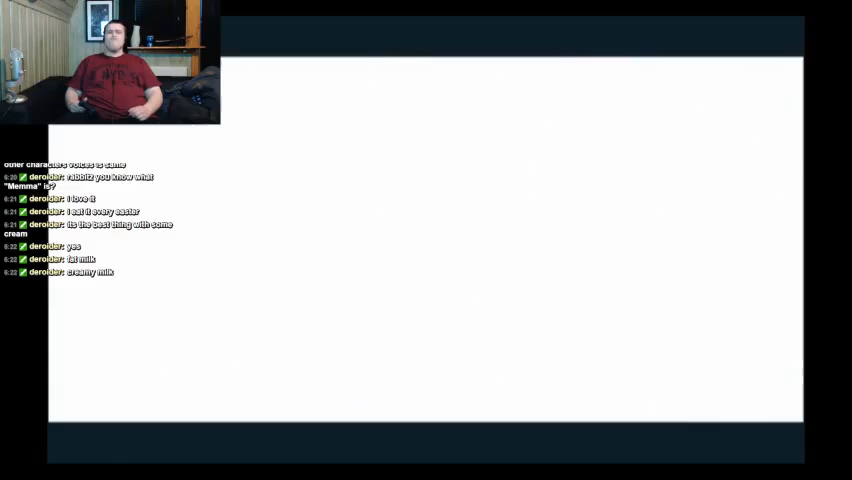 other characters voices is same
6:20 deroider: rabbitz you know what
"Memma" is?
6:21 deroider: i love it
6:21 deroider: i eat it every easter
6:21 deroider: its the best thing with some
cream
6:22 deroider: yes
6:22 deroider: fat milk
6:22 deroider: creamy milk